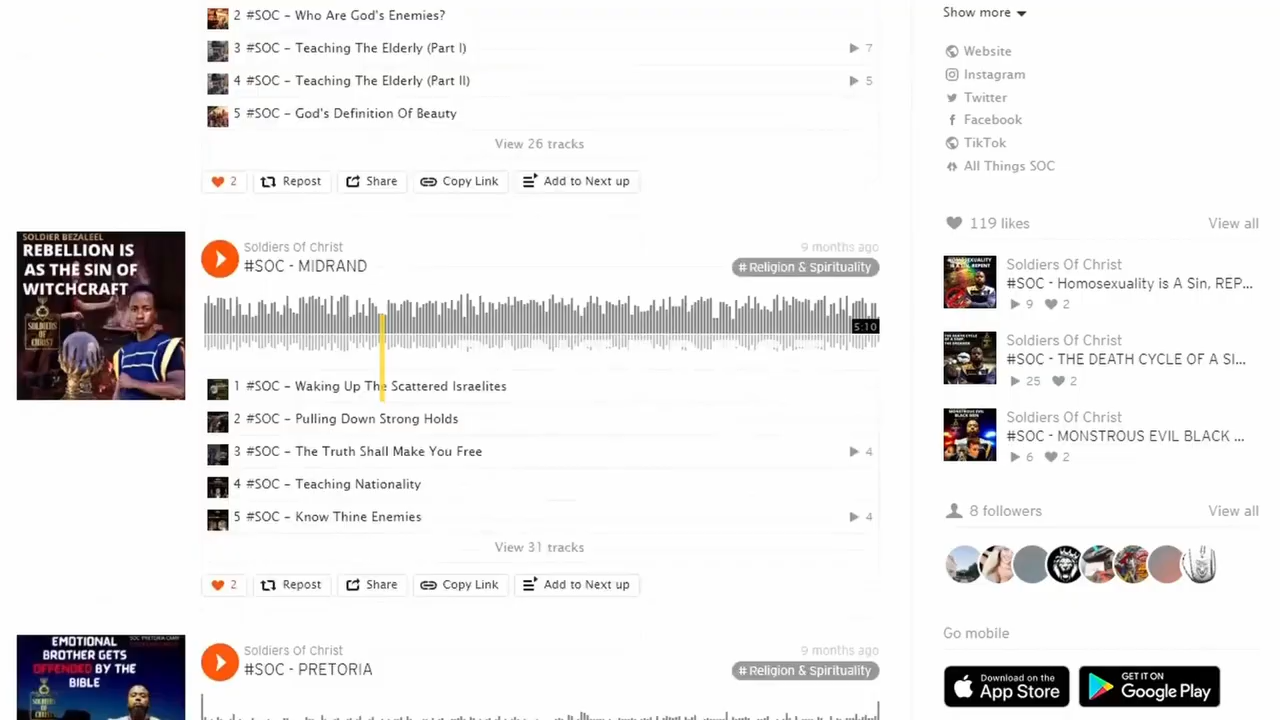 2 #SOC – Who Are God's Enemies?
3 #SOC – Teaching The Elderly (Part I)
7
4 #SOC – Teaching The Elderly (Part II)
5
5 #SOC – God's Definition Of Beauty
View 26 tracks
2
Repost
Share
Copy Link
Add to Next up
SOLDIER BEZALEEL
REBELLION IS
AS THE SIN OF
WITCHCRAFT
SOLDIERS
OF
CHRIST
Soldiers Of Christ
9 months ago
#SOC - MIDRAND
# Religion & Spirituality
5:10
1 #SOC – Waking Up The Scattered Israelites
2 #SOC – Pulling Down Strong Holds
3 #SOC – The Truth Shall Make You Free
4
4 #SOC – Teaching Nationality
5 #SOC – Know Thine Enemies
4
View 31 tracks
2
Repost
Share
Copy Link
Add to Next up
EMOTIONAL
BROTHER GETS
OFFENDED BY THE
BIBLE
Soldiers Of Christ
9 months ago
#SOC - PRETORIA
# Religion & Spirituality
Show more
Website
Instagram
Twitter
Facebook
TikTok
All Things SOC
119 likes
View all
Soldiers Of Christ
#SOC - Homosexuality is A Sin, REP...
9
2
Soldiers Of Christ
#SOC - THE DEATH CYCLE OF A SI...
25
2
Soldiers Of Christ
#SOC - MONSTROUS EVIL BLACK ...
6
2
8 followers
View all
Go mobile
Download on the
App Store
GET IT ON
Google Play